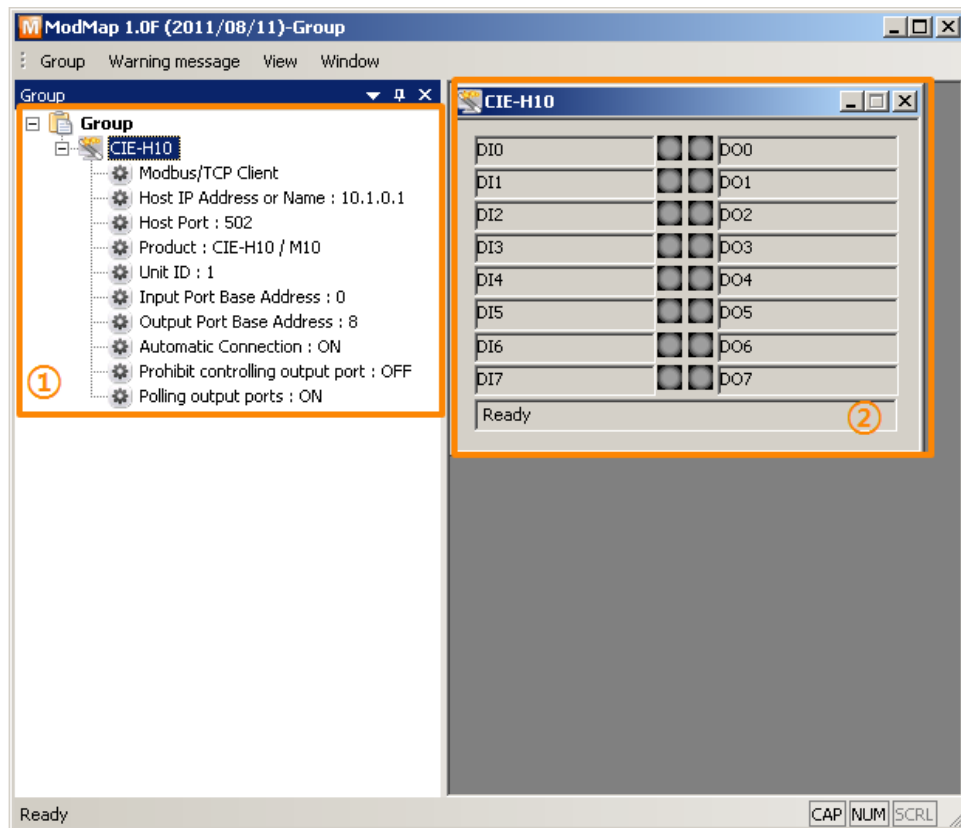 ModMap 1.0F (2011/08/11)-Group
Group Warning message View Window
Group
Group
CIE-H10
Modbus/TCP Client
Host IP Address or Name : 10.1.0.1
Host Port : 502
Product : CIE-H10 / M10
Unit ID : 1
Input Port Base Address : 0
Output Port Base Address : 8
Automatic Connection : ON
Prohibit controlling output port : OFF
Polling output ports : ON
①
CIE-H10
DI0 DO0
DI1 DO1
DI2 DO2
DI3 DO3
DI4 DO4
DI5 DO5
DI6 DO6
DI7 DO7
Ready
②
Ready CAP NUM SCRL